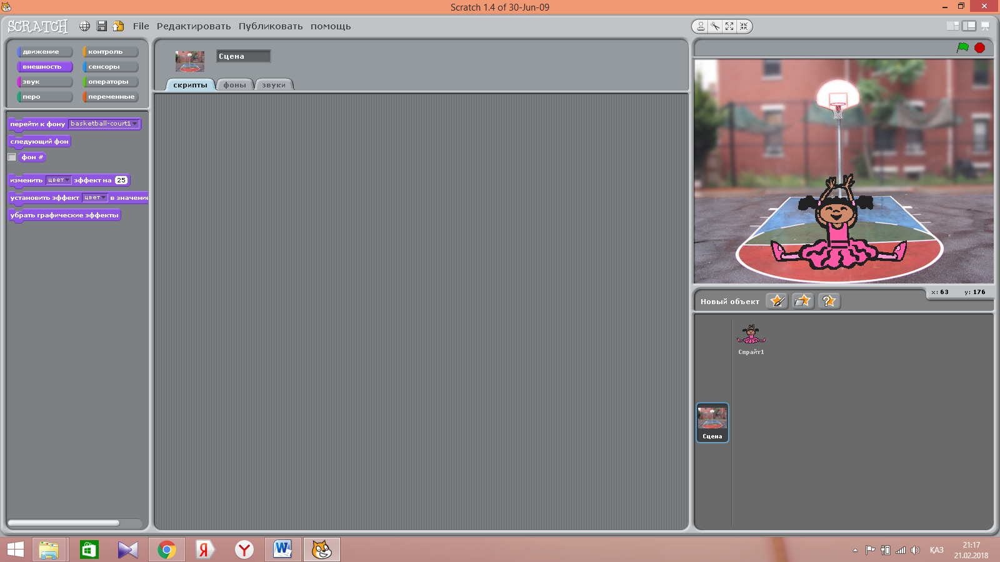 Scratch 1.4 of 30-Jun-09
SCRATCH File Редактировать Публиковать помощь
движение контроль
внешность сенсоры
звук операторы
перо переменные
Сцена
скрипты фоны звуки
перейти к фону basketball-court1
следующий фон
фон #
изменить цвет эффект на 25
установить эффект цвет в значение
убрать графические эффекты
x: 63 y: 176
Новый объект
Спрайт1
Сцена
Я Y W
ҚАЗ
21:17
21.02.2018